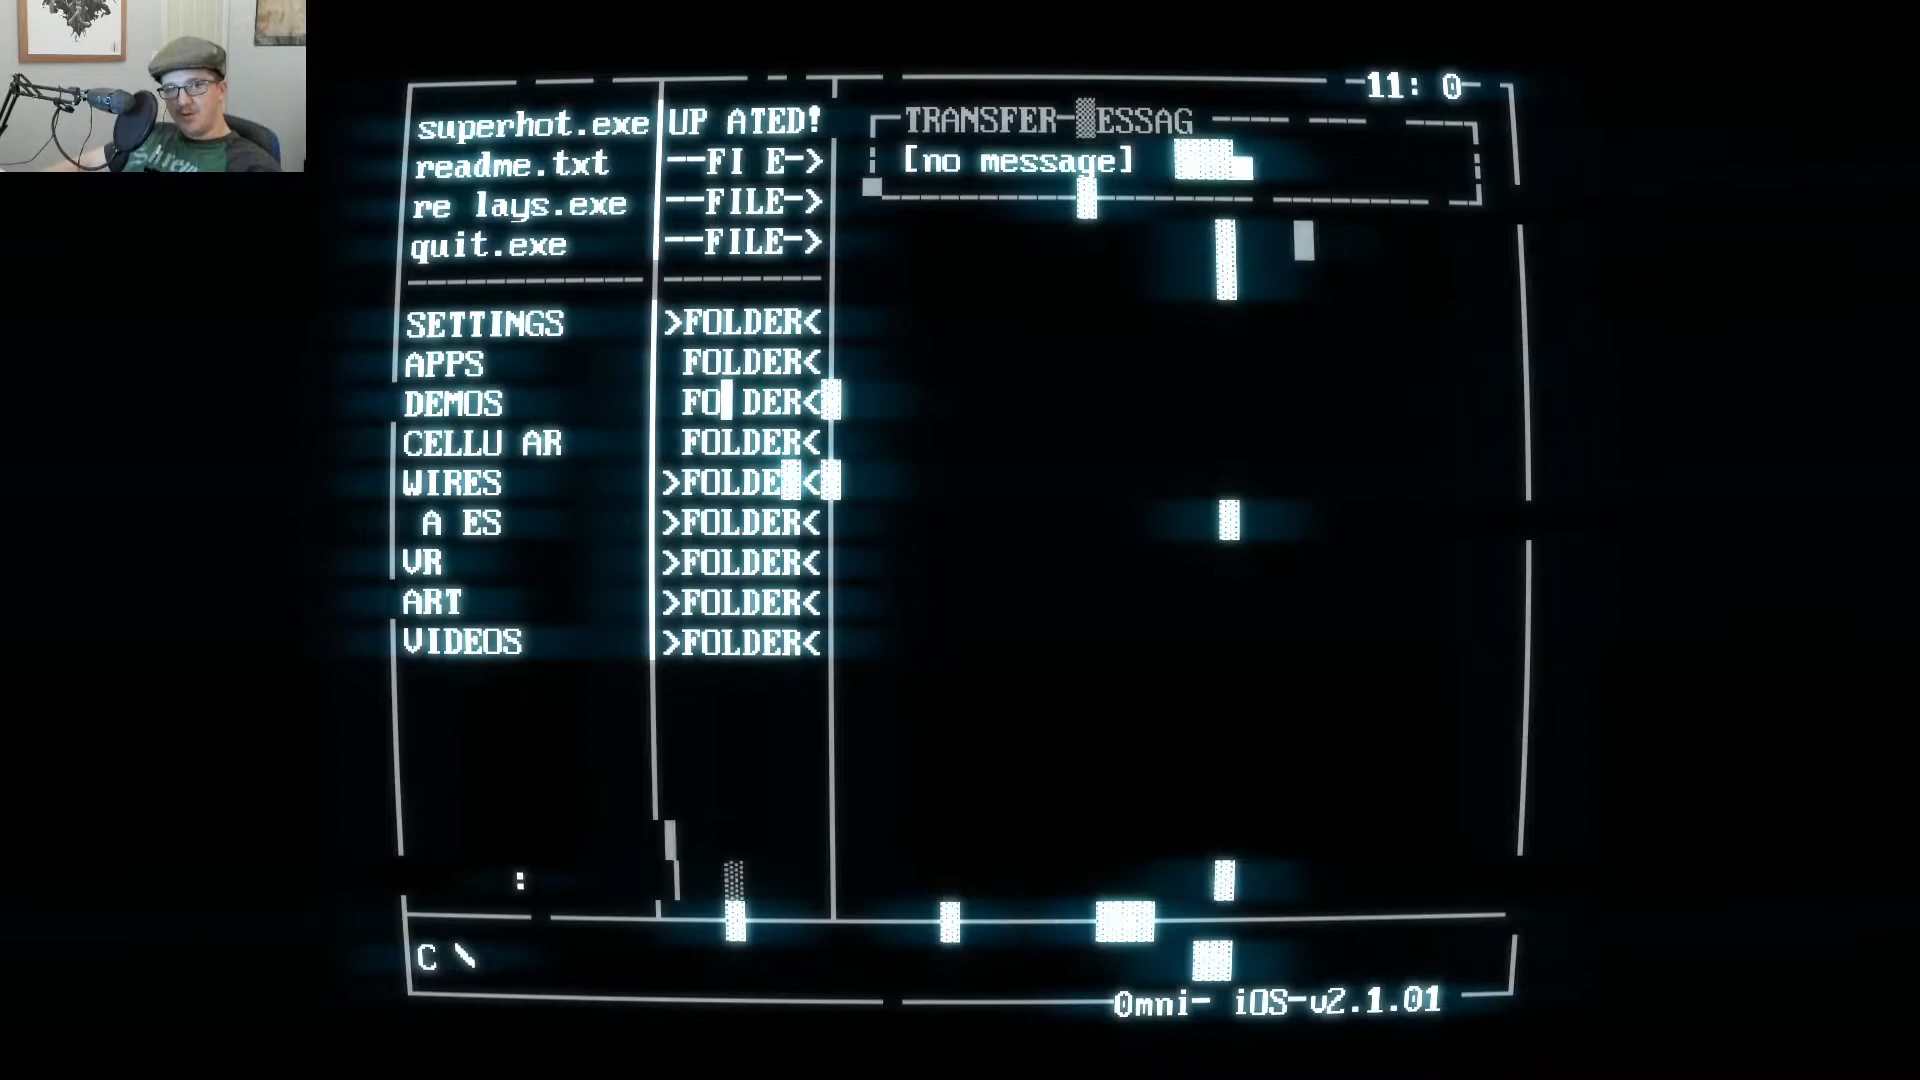 11: 0
superhot.exe UP ATED!
readme.txt --FI E->
re lays.exe --FILE->
quit.exe --FILE->
TRANSFER- ESSAG
[no message]
SETTINGS >FOLDER<
APPS FOLDER<
DEMOS FO DER<
CELLU AR FOLDER<
WIRES >FOLDE <
A ES >FOLDER<
VR >FOLDER<
ART >FOLDER<
VIDEOS >FOLDER<
:
C \
Omni- iOS-v2.1.01